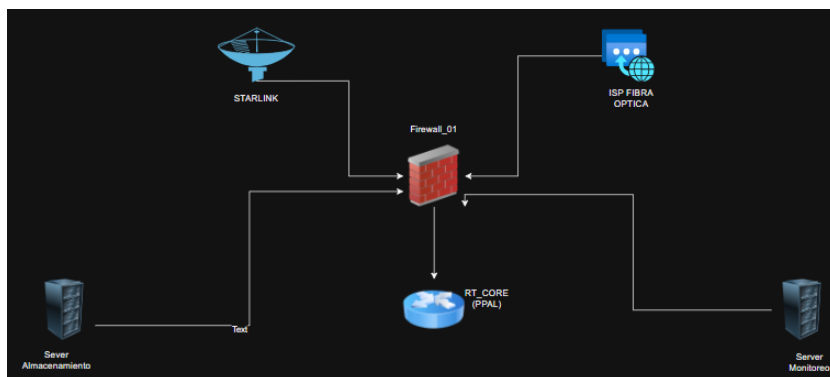 STARLINK
ISP FIBRA
OPTICA
Firewall_01
RT_CORE
(PPAL)
Text
Sever
Almacenamiento
Server
Monitoreo